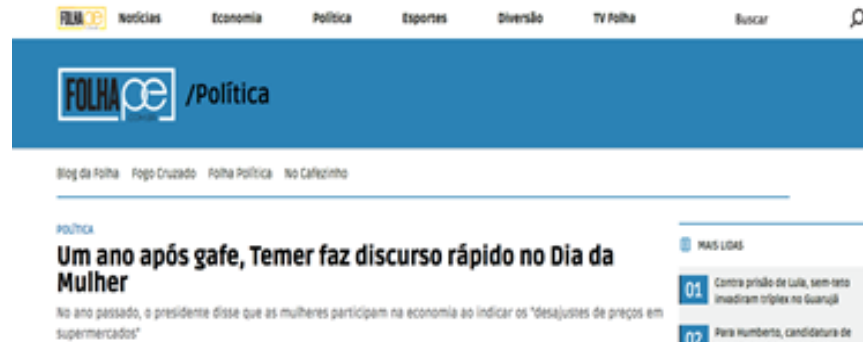 FOLHA PE Notícias Economia Política Esportes Diversão TV Folha Buscar
FOLHA PE /Política
Blog da Folha Fogo Cruzado Folha Política No Cafezinho
POLÍTICA
Um ano após gafe, Temer faz discurso rápido no Dia da
Mulher
No ano passado, o presidente disse que as mulheres participam na economia ao indicar os "desajustes de preços em
supermercados"
MAIS LIDAS
01 Contra prisão de Lula, sem-teto
invadiram triplex no Guarujá
02 Para Humberto, candidatura de